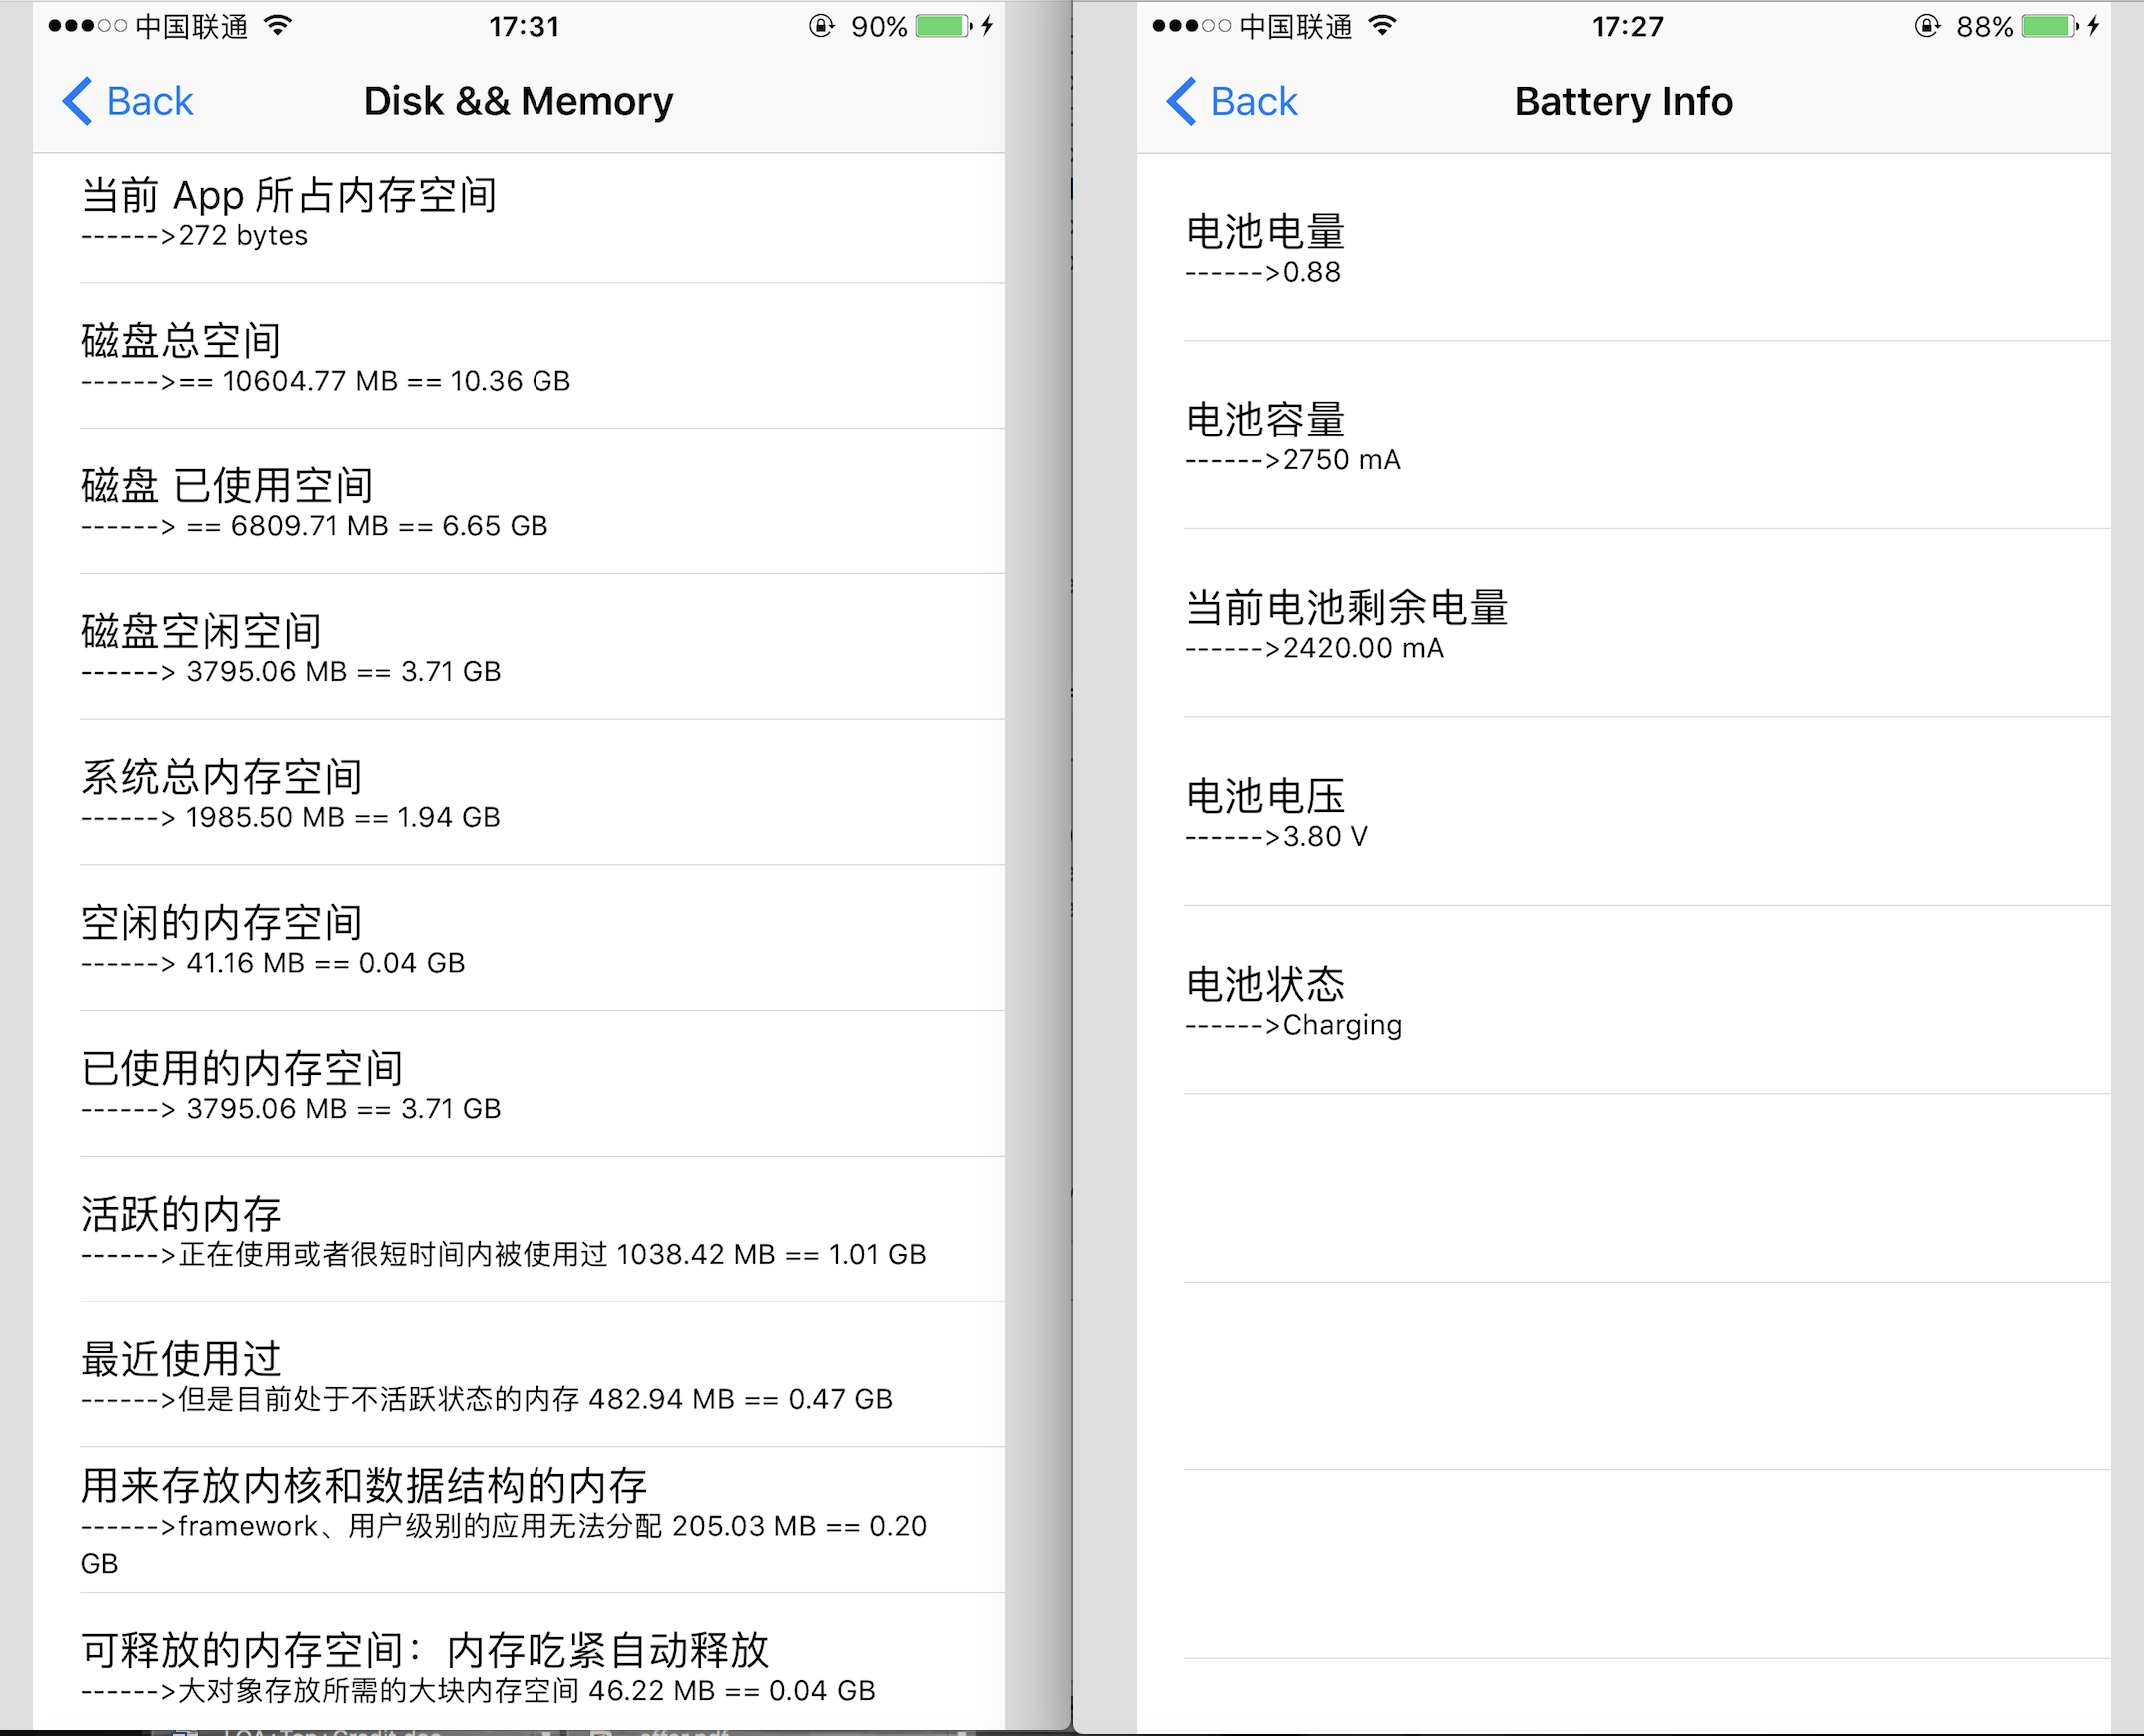 中国联通 17:31 90%
Back Disk && Memory
当前 App 所占内存空间
------>272 bytes
磁盘总空间
------>== 10604.77 MB == 10.36 GB
磁盘 已使用空间
------> == 6809.71 MB == 6.65 GB
磁盘空闲空间
------> 3795.06 MB == 3.71 GB
系统总内存空间
------> 1985.50 MB == 1.94 GB
空闲的内存空间
------> 41.16 MB == 0.04 GB
已使用的内存空间
------> 3795.06 MB == 3.71 GB
活跃的内存
------>正在使用或者很短时间内被使用过 1038.42 MB == 1.01 GB
最近使用过
------>但是目前处于不活跃状态的内存 482.94 MB == 0.47 GB
用来存放内核和数据结构的内存
------>framework、用户级别的应用无法分配 205.03 MB == 0.20
GB
可释放的内存空间：内存吃紧自动释放
------>大对象存放所需的大块内存空间 46.22 MB == 0.04 GB
中国联通 17:27 88%
Back Battery Info
电池电量
------>0.88
电池容量
------>2750 mA
当前电池剩余电量
------>2420.00 mA
电池电压
------>3.80 V
电池状态
------>Charging